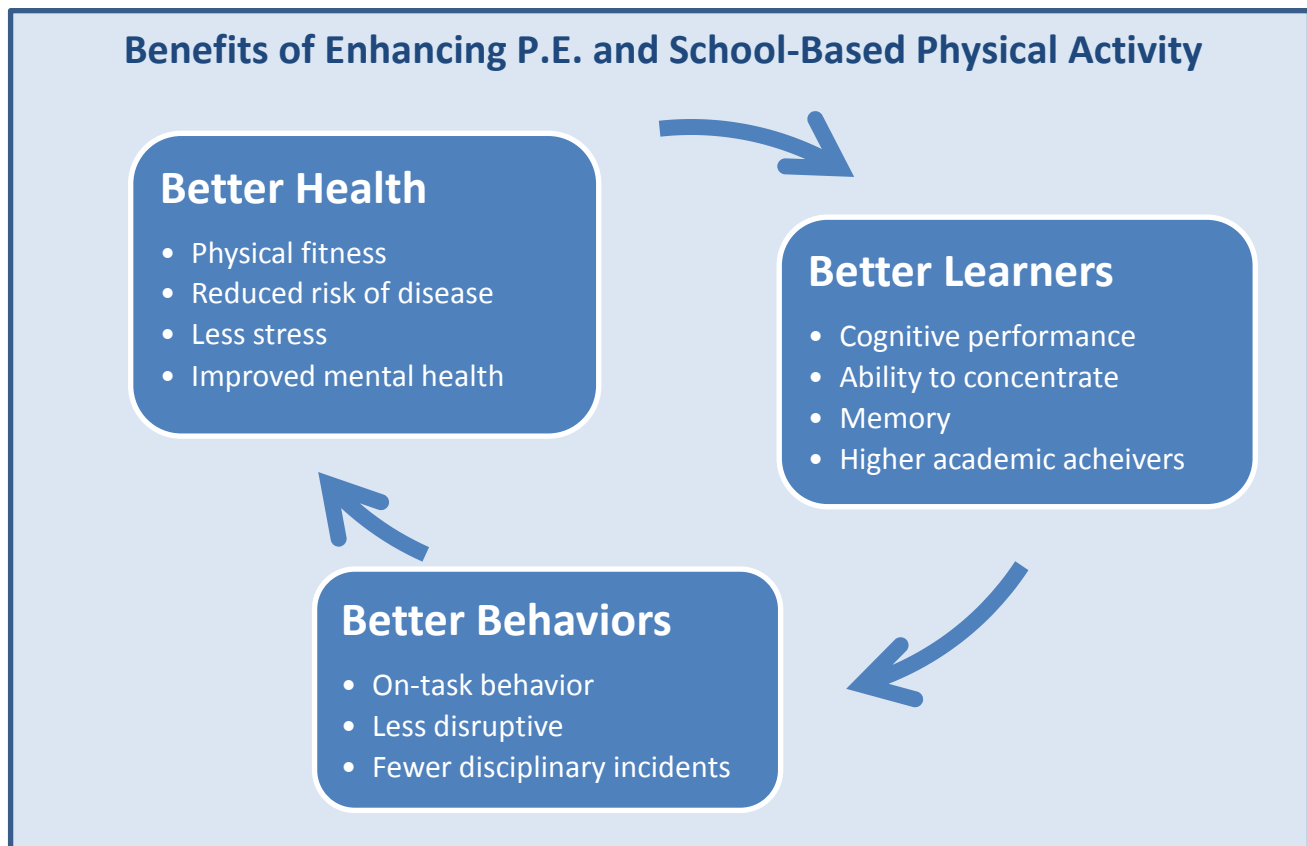 Benefits of Enhancing P.E. and School-Based Physical Activity
Better Health
• Physical fitness
• Reduced risk of disease
• Less stress
• Improved mental health
Better Learners
• Cognitive performance
• Ability to concentrate
• Memory
• Higher academic acheivers
Better Behaviors
• On-task behavior
• Less disruptive
• Fewer disciplinary incidents